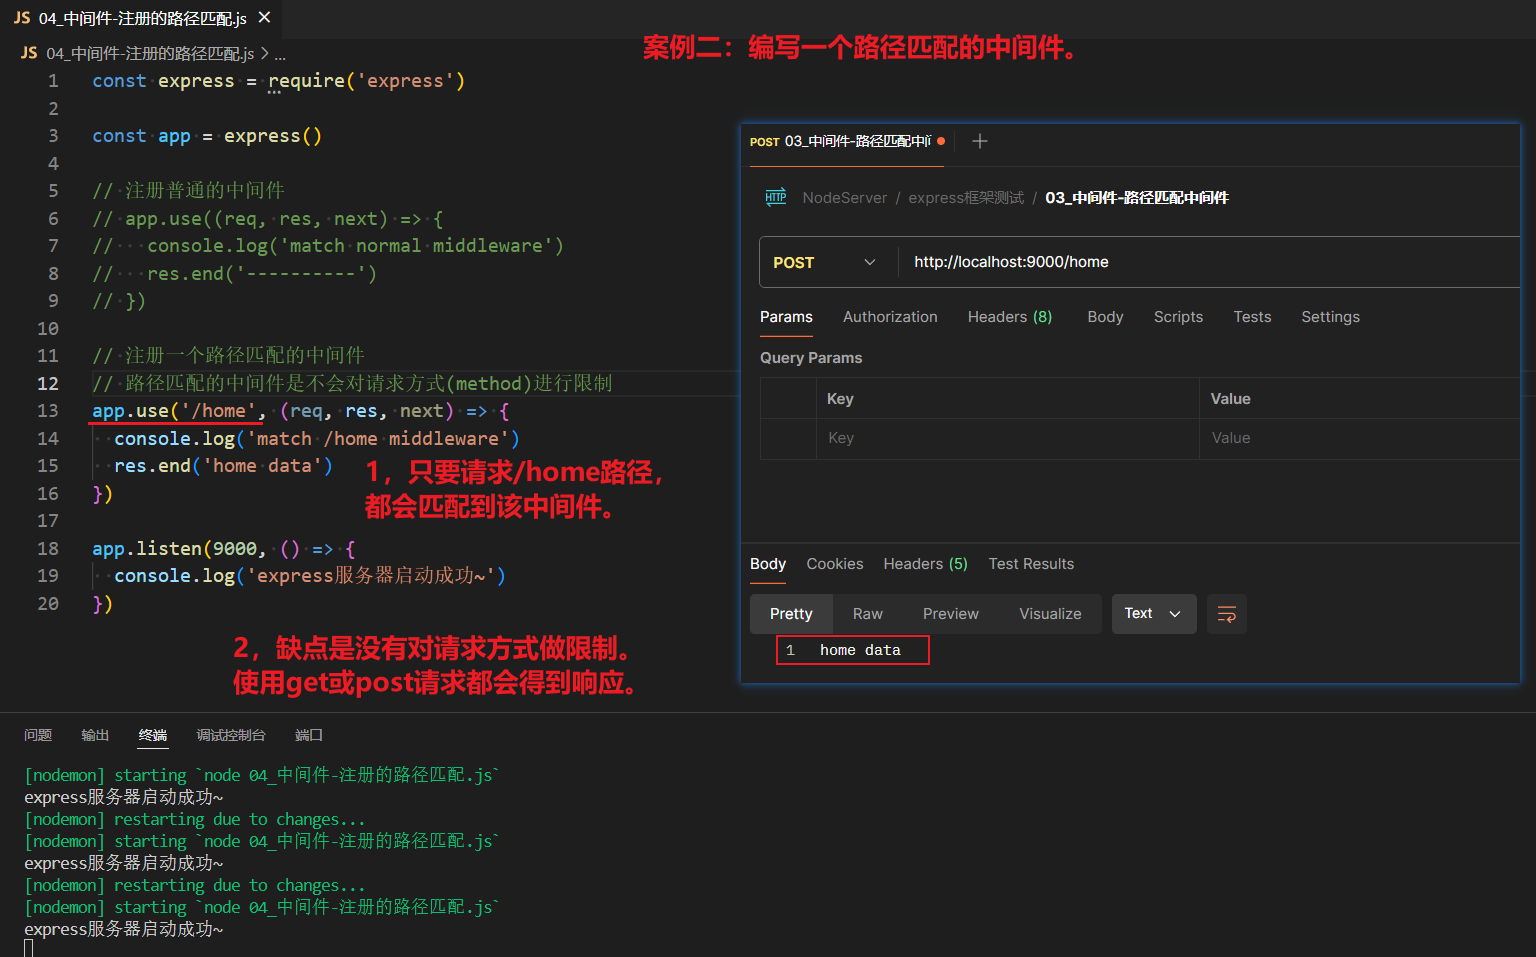 JS 04_中间件-注册的路径匹配.js ×
JS 04_中间件-注册的路径匹配.js > ...
案例二：编写一个路径匹配的中间件。
1 const express = require('express')
2
3 const app = express()
4
5 // 注册普通的中间件
6 // app.use((req, res, next) => {
7 //   console.log('match normal middleware')
8 //   res.end('----------')
9 // })
10
11 // 注册一个路径匹配的中间件
12 // 路径匹配的中间件是不会对请求方式(method)进行限制
13 app.use('/home', (req, res, next) => {
14   console.log('match /home middleware')
15   res.end('home data')
16 })
17
18 app.listen(9000, () => {
19   console.log('express服务器启动成功~')
20 })
1，只要请求/home路径，
都会匹配到该中间件。
2，缺点是没有对请求方式做限制。
使用get或post请求都会得到响应。
POST 03_中间件-路径匹配中间
HTTP NodeServer / express框架测试 / 03_中间件-路径匹配中间件
POST http://localhost:9000/home
Params Authorization Headers (8) Body Scripts Tests Settings
Query Params
Key Value
Key Value
Body Cookies Headers (5) Test Results
Pretty Raw Preview Visualize Text
1 home data
问题 输出 终端 调试控制台 端口
[nodemon] starting `node 04_中间件-注册的路径匹配.js`
express服务器启动成功~
[nodemon] restarting due to changes...
[nodemon] starting `node 04_中间件-注册的路径匹配.js`
express服务器启动成功~
[nodemon] restarting due to changes...
[nodemon] starting `node 04_中间件-注册的路径匹配.js`
express服务器启动成功~